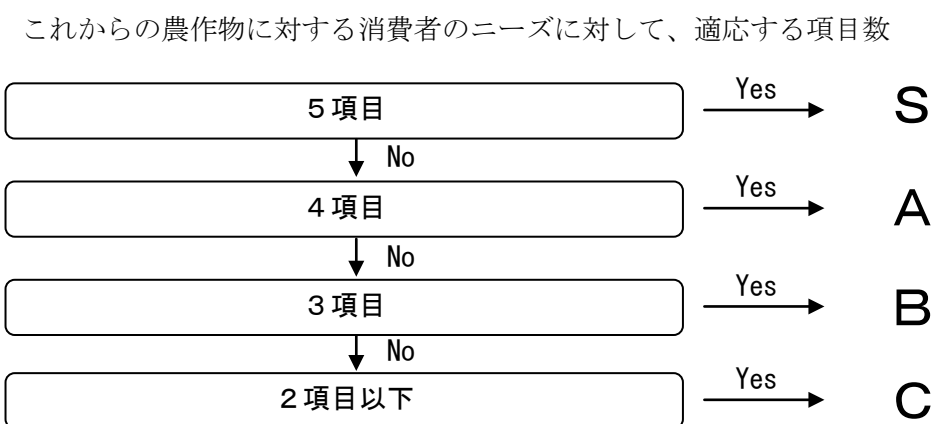 これからの農作物に対する消費者のニーズに対して、適応する項目数
５項目 Yes S
No
４項目 Yes A
No
３項目 Yes B
No
２項目以下 Yes C